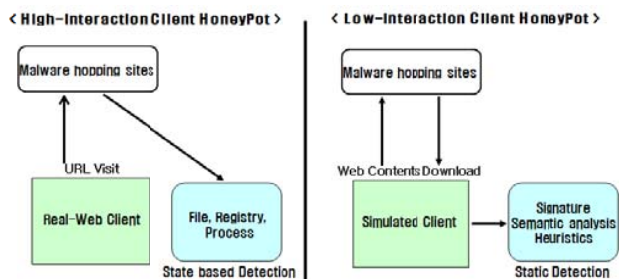 < High-Interaction Client HoneyPot >
Malware hopping sites
URL Visit
Real-Web Client
File, Registry,
Process
State based Detection
< Low-Interaction Client HoneyPot >
Malware hopping sites
Web Contents Download
Simulated Client
Signature
Semantic analysis
Heuristics
Static Detection